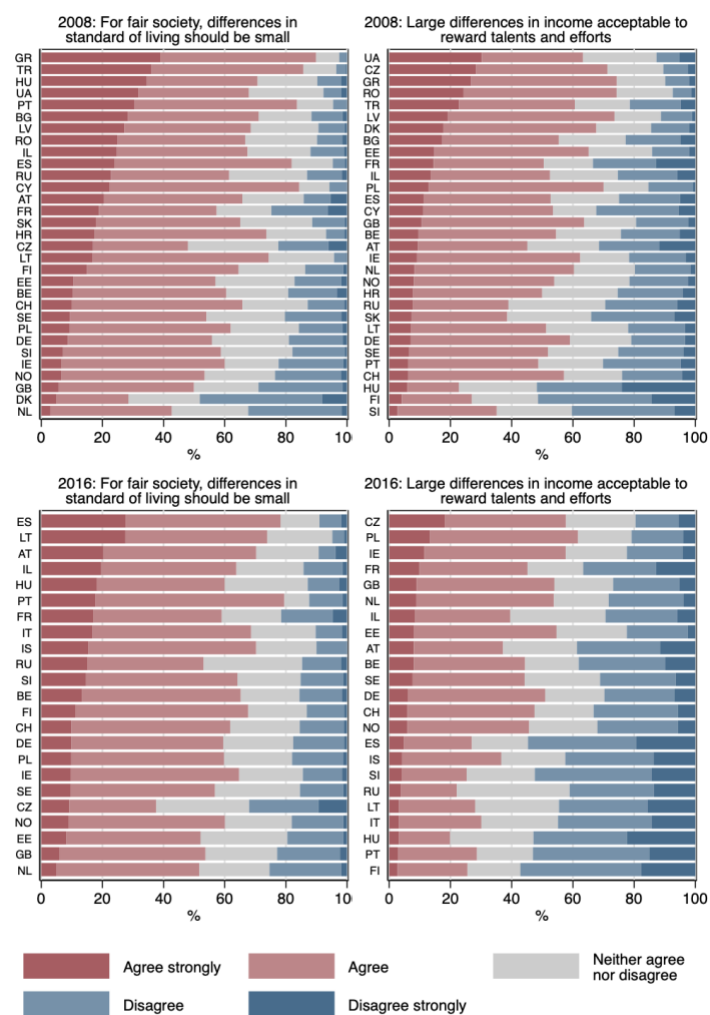 2008: For fair society, differences in
standard of living should be small
GR
TR
HU
UA
PT
BG
LV
RO
IL
ES
RU
CY
AT
FR
SK
HR
CZ
LT
FI
EE
BE
CH
SE
PL
DE
SI
IE
NO
GB
DK
NL
0 20 40 60 80 10
%
2008: Large differences in income acceptable to
reward talents and efforts
UA
CZ
GR
RO
TR
LV
DK
BG
EE
FR
IL
PL
ES
CY
GB
BE
AT
IE
NL
NO
HR
RU
SK
LT
DE
SE
PT
CH
HU
FI
SI
0 20 40 60 80 100
%
2016: For fair society, differences in
standard of living should be small
ES
LT
AT
IL
HU
PT
FR
IT
IS
RU
SI
BE
FI
CH
DE
PL
IE
SE
CZ
NO
EE
GB
NL
0 20 40 60 80 10
%
2016: Large differences in income acceptable to
reward talents and efforts
CZ
PL
IE
FR
GB
NL
IL
EE
AT
BE
SE
DE
CH
NO
ES
IS
SI
RU
LT
IT
HU
PT
FI
0 20 40 60 80 100
%
Agree strongly
Agree
Neither agree
nor disagree
Disagree
Disagree strongly